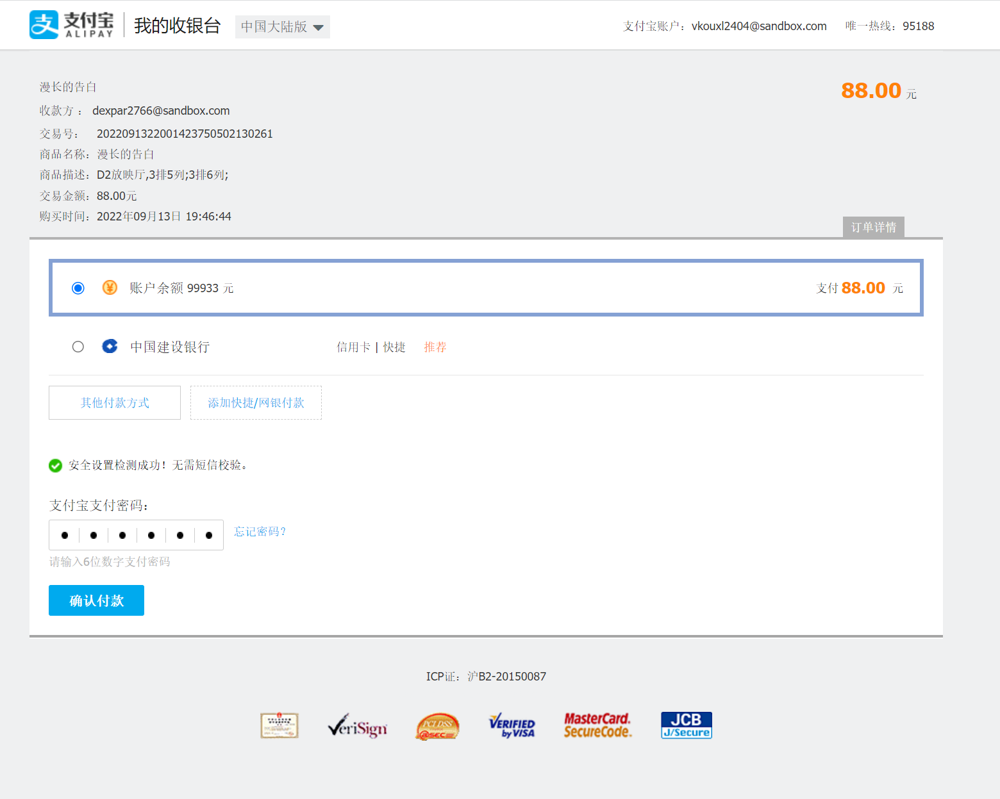 支付宝 ALIPAY 我的收银台 中国大陆版 支付宝账户：vkouxl2404@sandbox.com 唯一热线：95188
漫长的告白 88.00 元
收款方： dexpar2766@sandbox.com
交易号： 2022091322001423750502130261
商品名称：漫长的告白
商品描述：D2放映厅,3排5列;3排6列;
交易金额：88.00元
购买时间：2022年09月13日 19:46:44
订单详情
账户余额 99933 元 支付 88.00 元
中国建设银行 信用卡 | 快捷 推荐
其他付款方式 添加快捷/网银付款
安全设置检测成功！无需短信校验。
支付宝支付密码：
忘记密码？
请输入6位数字支付密码
确认付款
ICP证：沪B2-20150087
VeriSign PCI.DSS @SEC VERIFIED by VISA MasterCard. SecureCode. JCB J/Secure